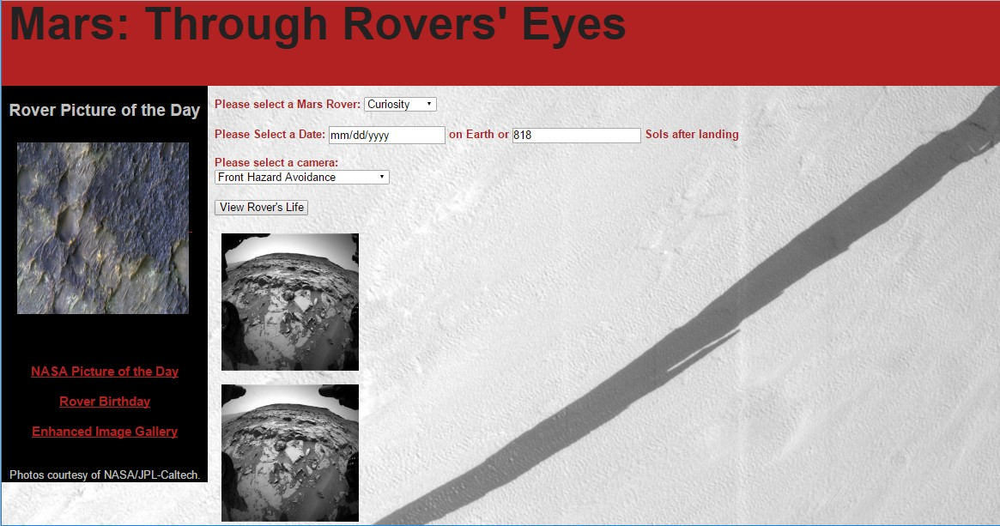 Mars: Through Rovers' Eyes
Rover Picture of the Day
NASA Picture of the Day
Rover Birthday
Enhanced Image Gallery
Photos courtesy of NASA/JPL-Caltech.
Please select a Mars Rover: Curiosity
Please Select a Date: mm/dd/yyyy on Earth or 818 Sols after landing
Please select a camera:
Front Hazard Avoidance
View Rover's Life